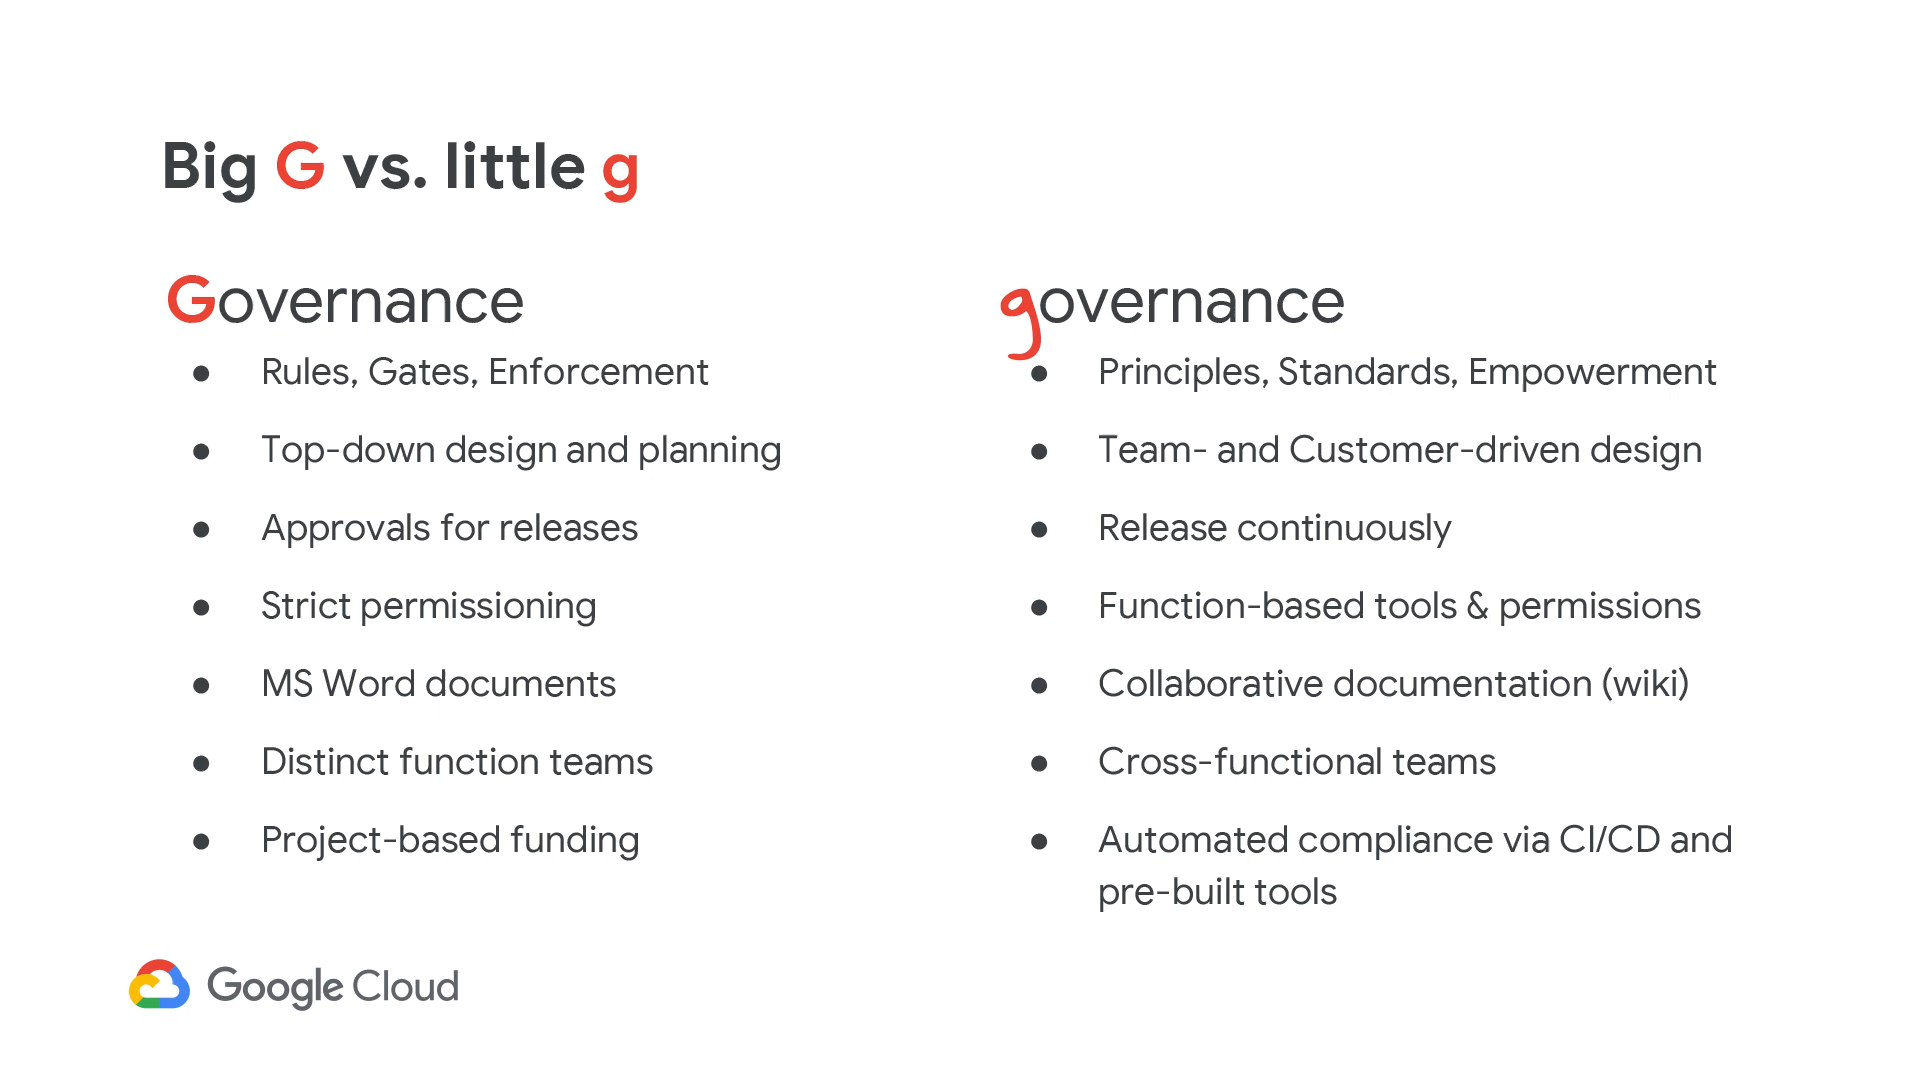 Big G vs. little g
Governance
● Rules, Gates, Enforcement
● Top-down design and planning
● Approvals for releases
● Strict permissioning
● MS Word documents
● Distinct function teams
● Project-based funding
governance
● Principles, Standards, Empowerment
● Team- and Customer-driven design
● Release continuously
● Function-based tools & permissions
● Collaborative documentation (wiki)
● Cross-functional teams
● Automated compliance via CI/CD and
pre-built tools
Google Cloud